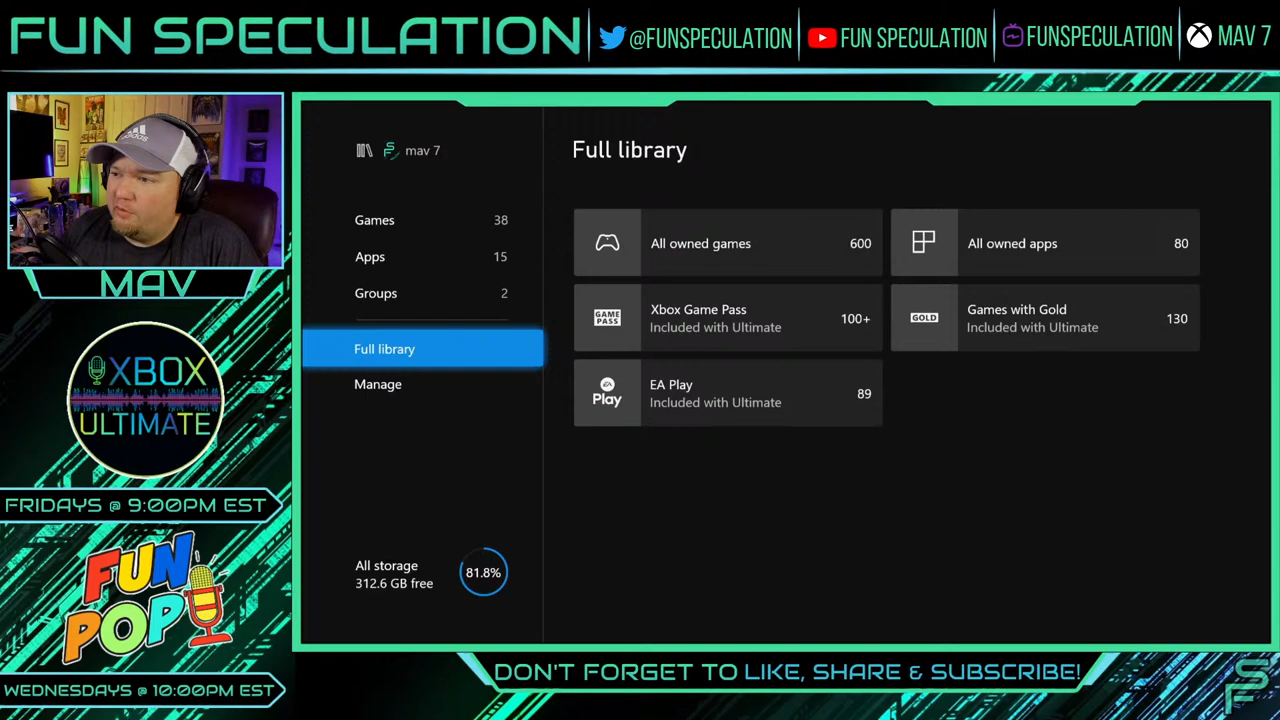 FUN SPECULATION
@FUNSPECULATION
FUN SPECULATION
FUNSPECULATION
MAV 7
MAV
XBOX
ULTIMATE
FRIDAYS @ 9:00PM EST
FUN
POP
WEDNESDAYS @ 10:00PM EST
mav 7
Games 38
Apps 15
Groups 2
Full library
Manage
All storage
312.6 GB free
81.8%
Full library
All owned games 600
All owned apps 80
GAME PASS
Xbox Game Pass
Included with Ultimate
100+
GOLD
Games with Gold
Included with Ultimate
130
EA Play
EA Play
Included with Ultimate
89
DON'T FORGET TO LIKE, SHARE & SUBSCRIBE!
SF